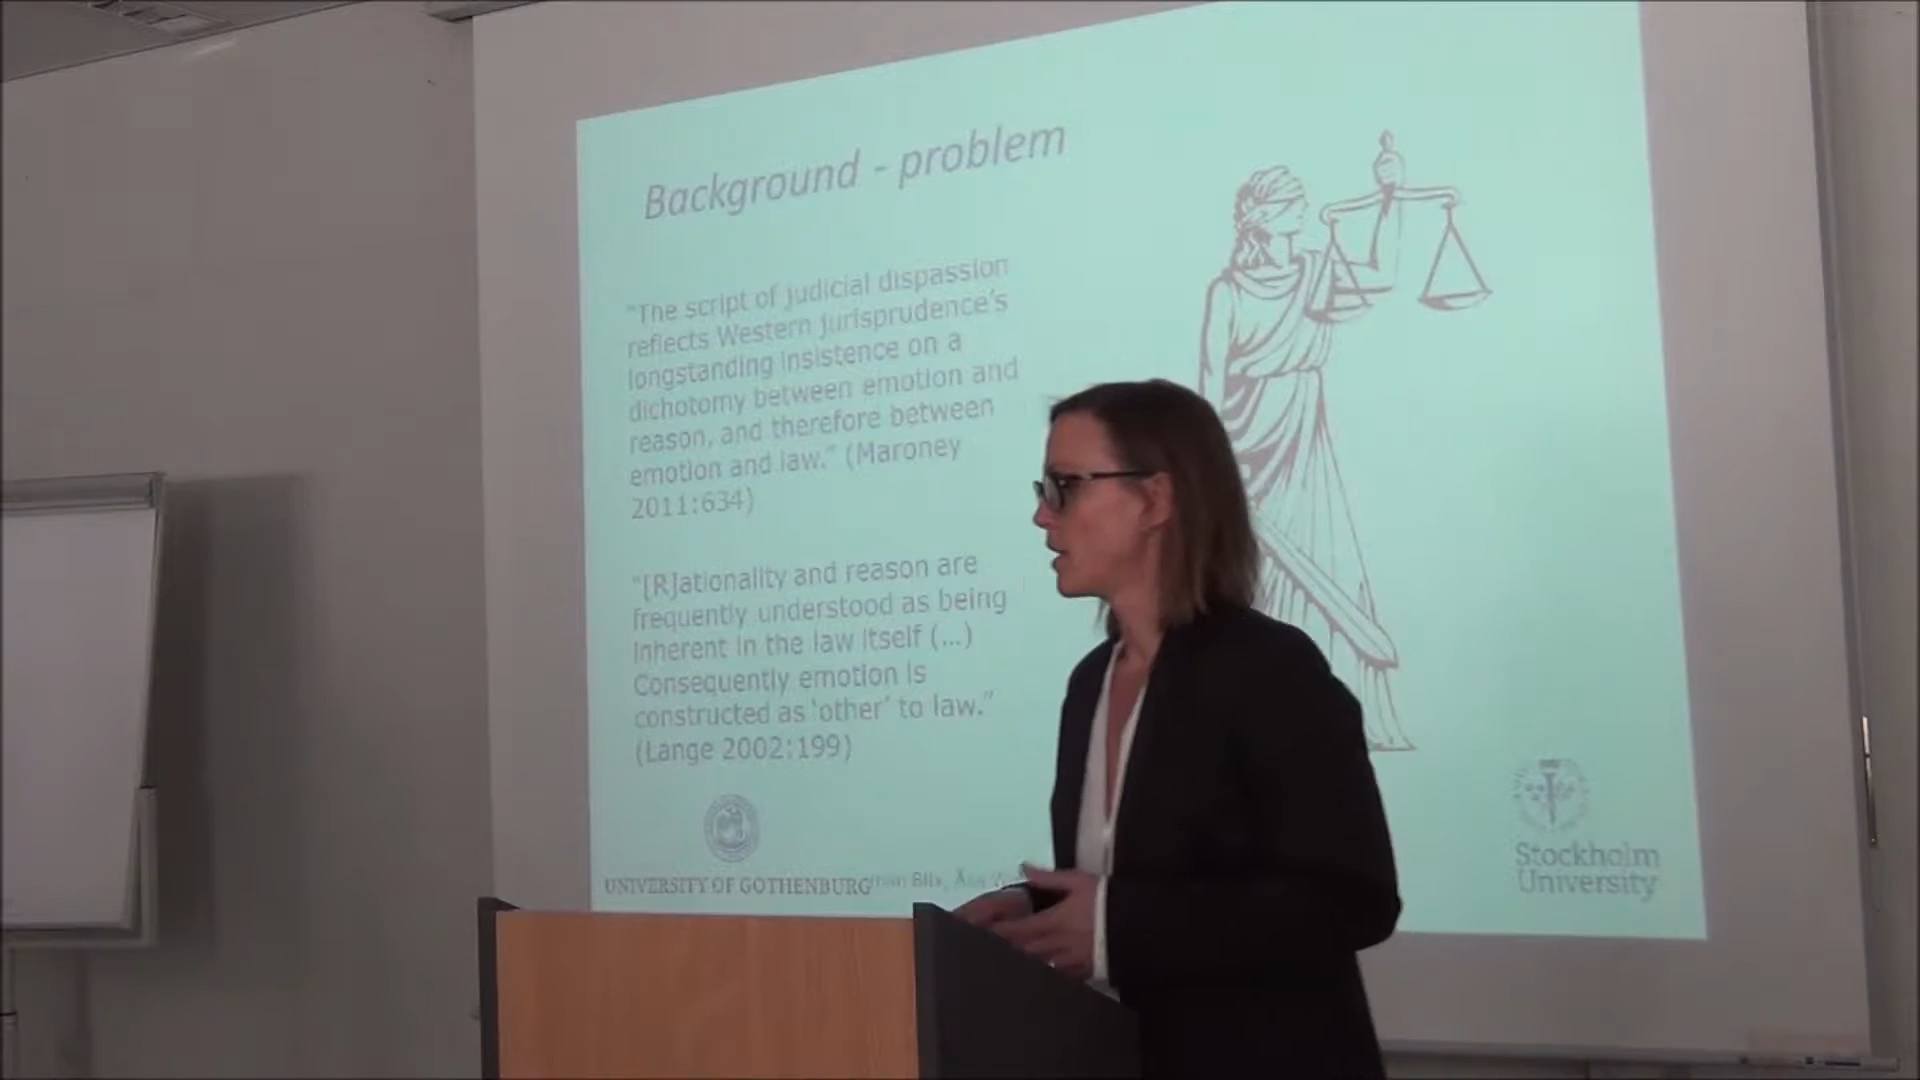 Background - problem
"The script of judicial dispassion
reflects Western jurisprudence's
longstanding insistence on a
dichotomy between emotion and
reason, and therefore between
emotion and law." (Maroney
2011:634)
"[R]ationality and reason are
frequently understood as being
inherent in the law itself (...)
Consequently emotion is
constructed as 'other' to law."
(Lange 2002:199)
UNIVERSITY OF GOTHENBURG
Blix, Åsa
Stockholm
University